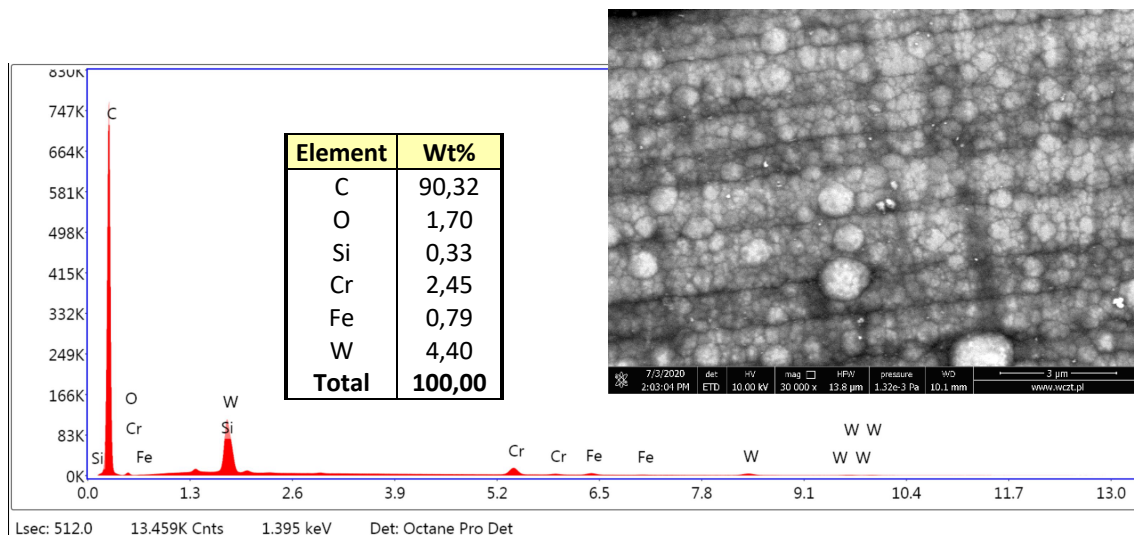 830K
747K
664K
581K
498K
415K
332K
249K
166K
83K
0K
C
O
Cr
Si
Fe
W
Si
Cr
Cr
Fe
Fe
W
W
W
W
W
0.0
1.3
2.6
3.9
5.2
6.5
7.8
9.1
10.4
11.7
13.0
Lsec: 512.0 13.459K Cnts 1.395 keV Det: Octane Pro Det
Element Wt%
C 90,32
O 1,70
Si 0,33
Cr 2,45
Fe 0,79
W 4,40
Total 100,00
7/3/2020 det HV mag HFW pressure WD 3 µm
2:03:04 PM ETD 10.00 kV 30 000 x 13.8 µm 1.32e-3 Pa 10.1 mm www.wczt.pl